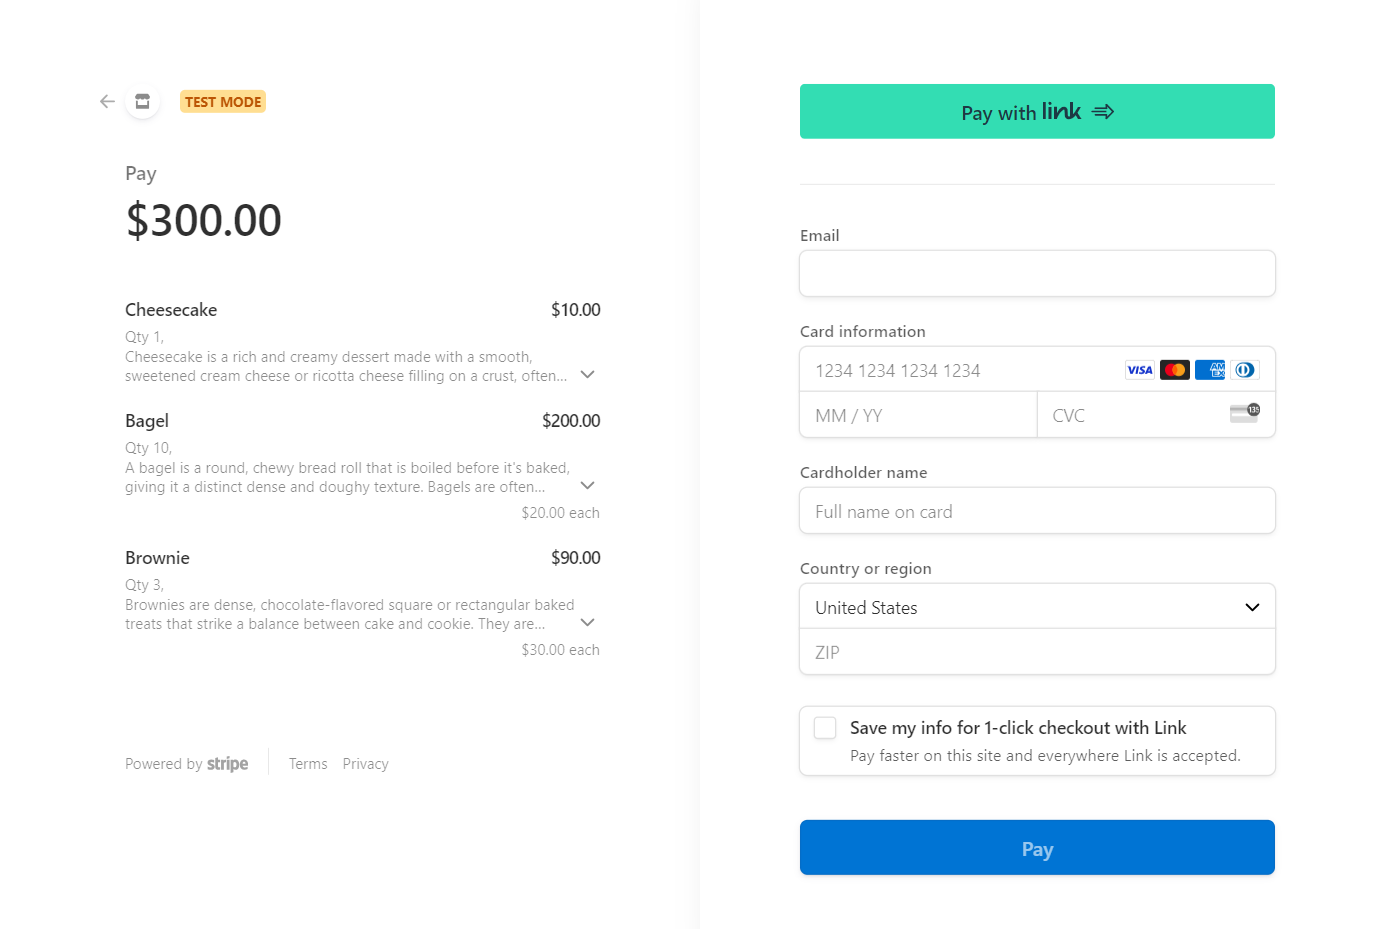 TEST MODE
Pay
$300.00
Cheesecake $10.00
Qty 1,
Cheesecake is a rich and creamy dessert made with a smooth,
sweetened cream cheese or ricotta cheese filling on a crust, often...
Bagel $200.00
Qty 10,
A bagel is a round, chewy bread roll that is boiled before it's baked,
giving it a distinct dense and doughy texture. Bagels are often...
$20.00 each
Brownie $90.00
Qty 3,
Brownies are dense, chocolate-flavored square or rectangular baked
treats that strike a balance between cake and cookie. They are...
$30.00 each
Powered by stripe Terms Privacy
Pay with link
Email
Card information
1234 1234 1234 1234 VISA AM EX
MM / YY CVC 135
Cardholder name
Full name on card
Country or region
United States
ZIP
Save my info for 1-click checkout with Link
Pay faster on this site and everywhere Link is accepted.
Pay